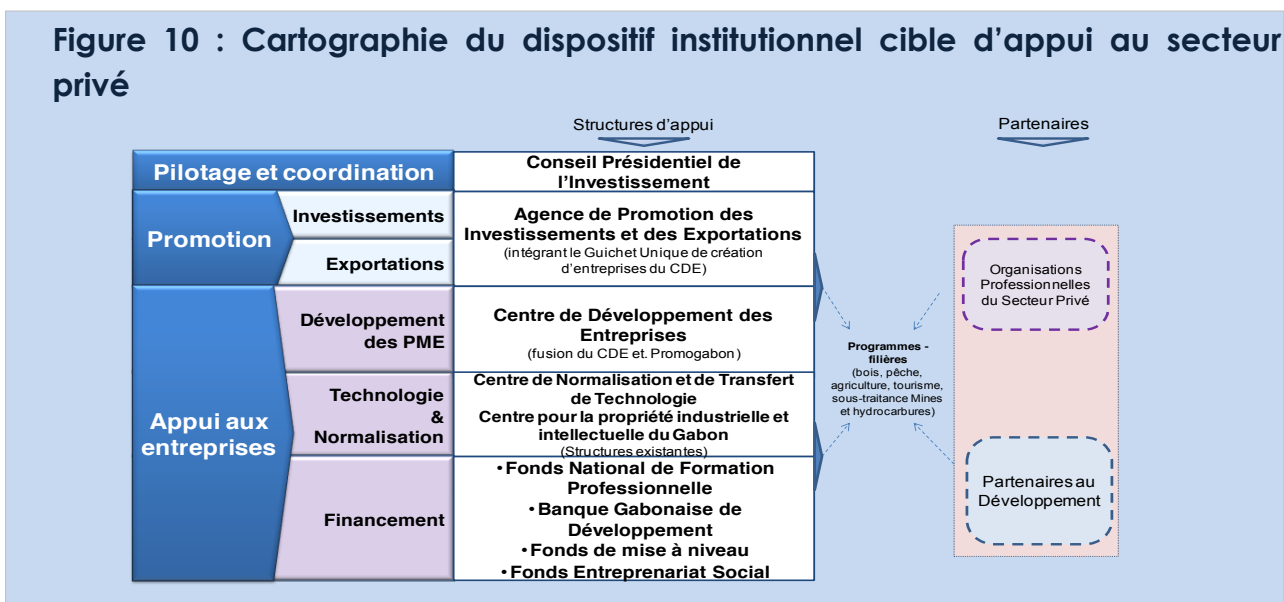 Figure 10 : Cartographie du dispositif institutionnel cible d'appui au secteur
privé
Structures d'appui
Partenaires
Pilotage et coordination
Conseil Présidentiel de
l'Investissement
Promotion
Investissements
Exportations
Agence de Promotion des
Investissements et des Exportations
(intégrant le Guichet Unique de création
d'entreprises du CDE)
Appui aux
entreprises
Développement
des PME
Centre de Développement des
Entreprises
(fusion du CDE et. Promogabon)
Technologie
&
Normalisation
Centre de Normalisation et de Transfert
de Technologie
Centre pour la propriété industrielle et
intellectuelle du Gabon
(Structures existantes)
Financement
•Fonds National de Formation
Professionnelle
•Banque Gabonaise de
Développement
•Fonds de mise à niveau
•Fonds Entreprenariat Social
Programmes -
filières
(bois, pêche,
agriculture, tourisme,
sous-traitance Mines
et hydrocarbures)
Organisations
Professionnelles
du Secteur Privé
Partenaires au
Développement